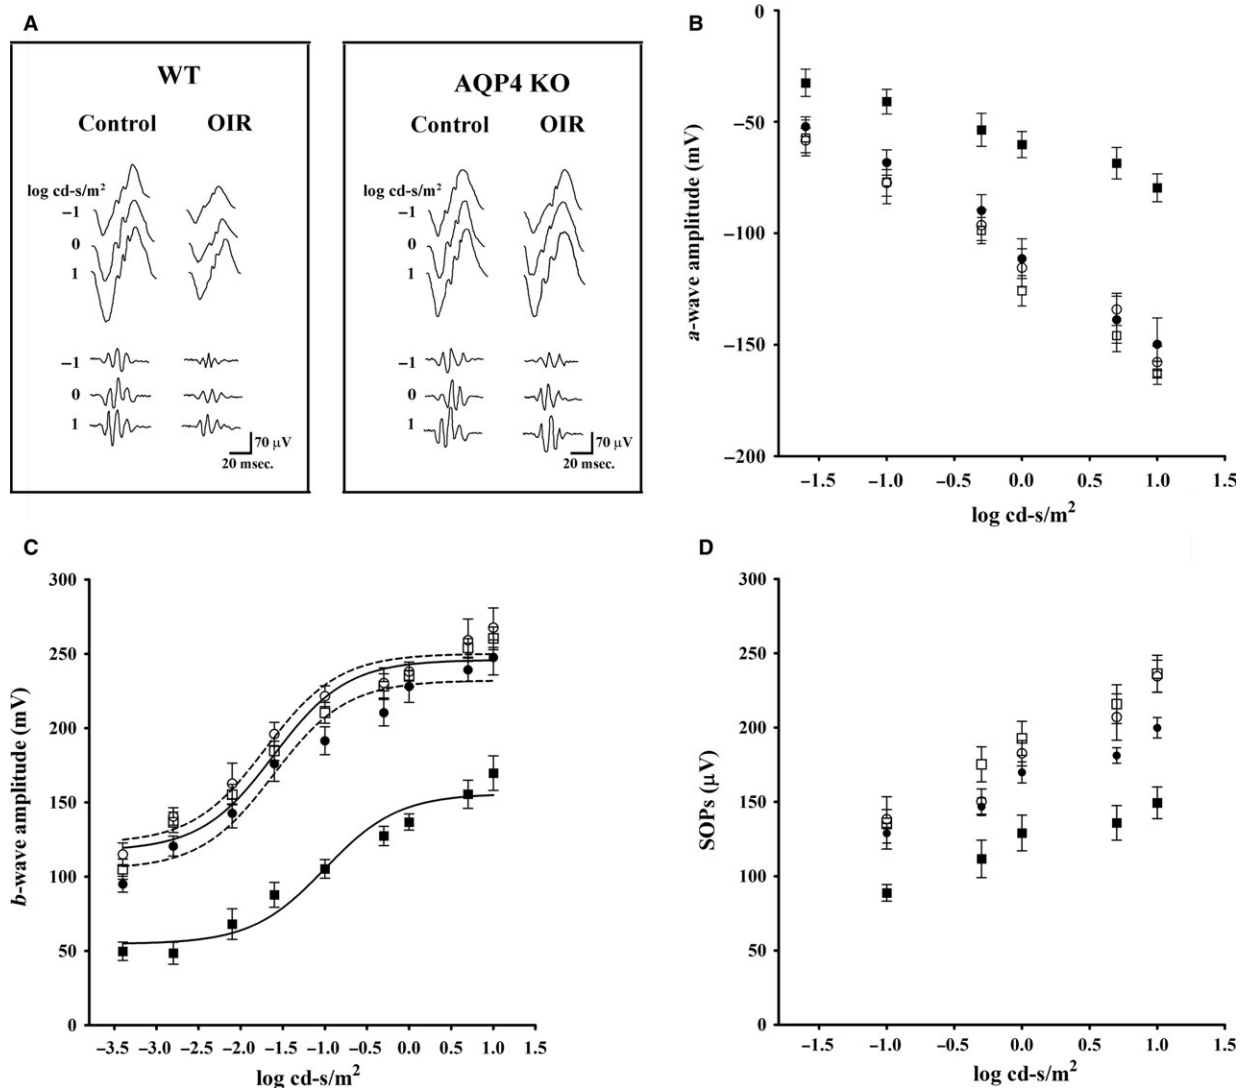 A
WT
Control OIR
log cd-s/m²
−1
0
1
−1
0
1
70 μV
20 msec.
AQP4 KO
Control OIR
log cd-s/m²
−1
0
1
−1
0
1
70 μV
20 msec.
B
a-wave amplitude (mV)
0
−50
−100
−150
−200
−1.5 −1.0 −0.5 0.0 0.5 1.0 1.5
log cd-s/m²
C
b-wave amplitude (mV)
300
250
200
150
100
50
0
−3.5 −3.0 −2.5 −2.0 −1.5 −1.0 −0.5 0.0 0.5 1.0 1.5
log cd-s/m²
D
SOPs (μV)
300
250
200
150
100
50
0
−1.5 −1.0 −0.5 0.0 0.5 1.0 1.5
log cd-s/m²